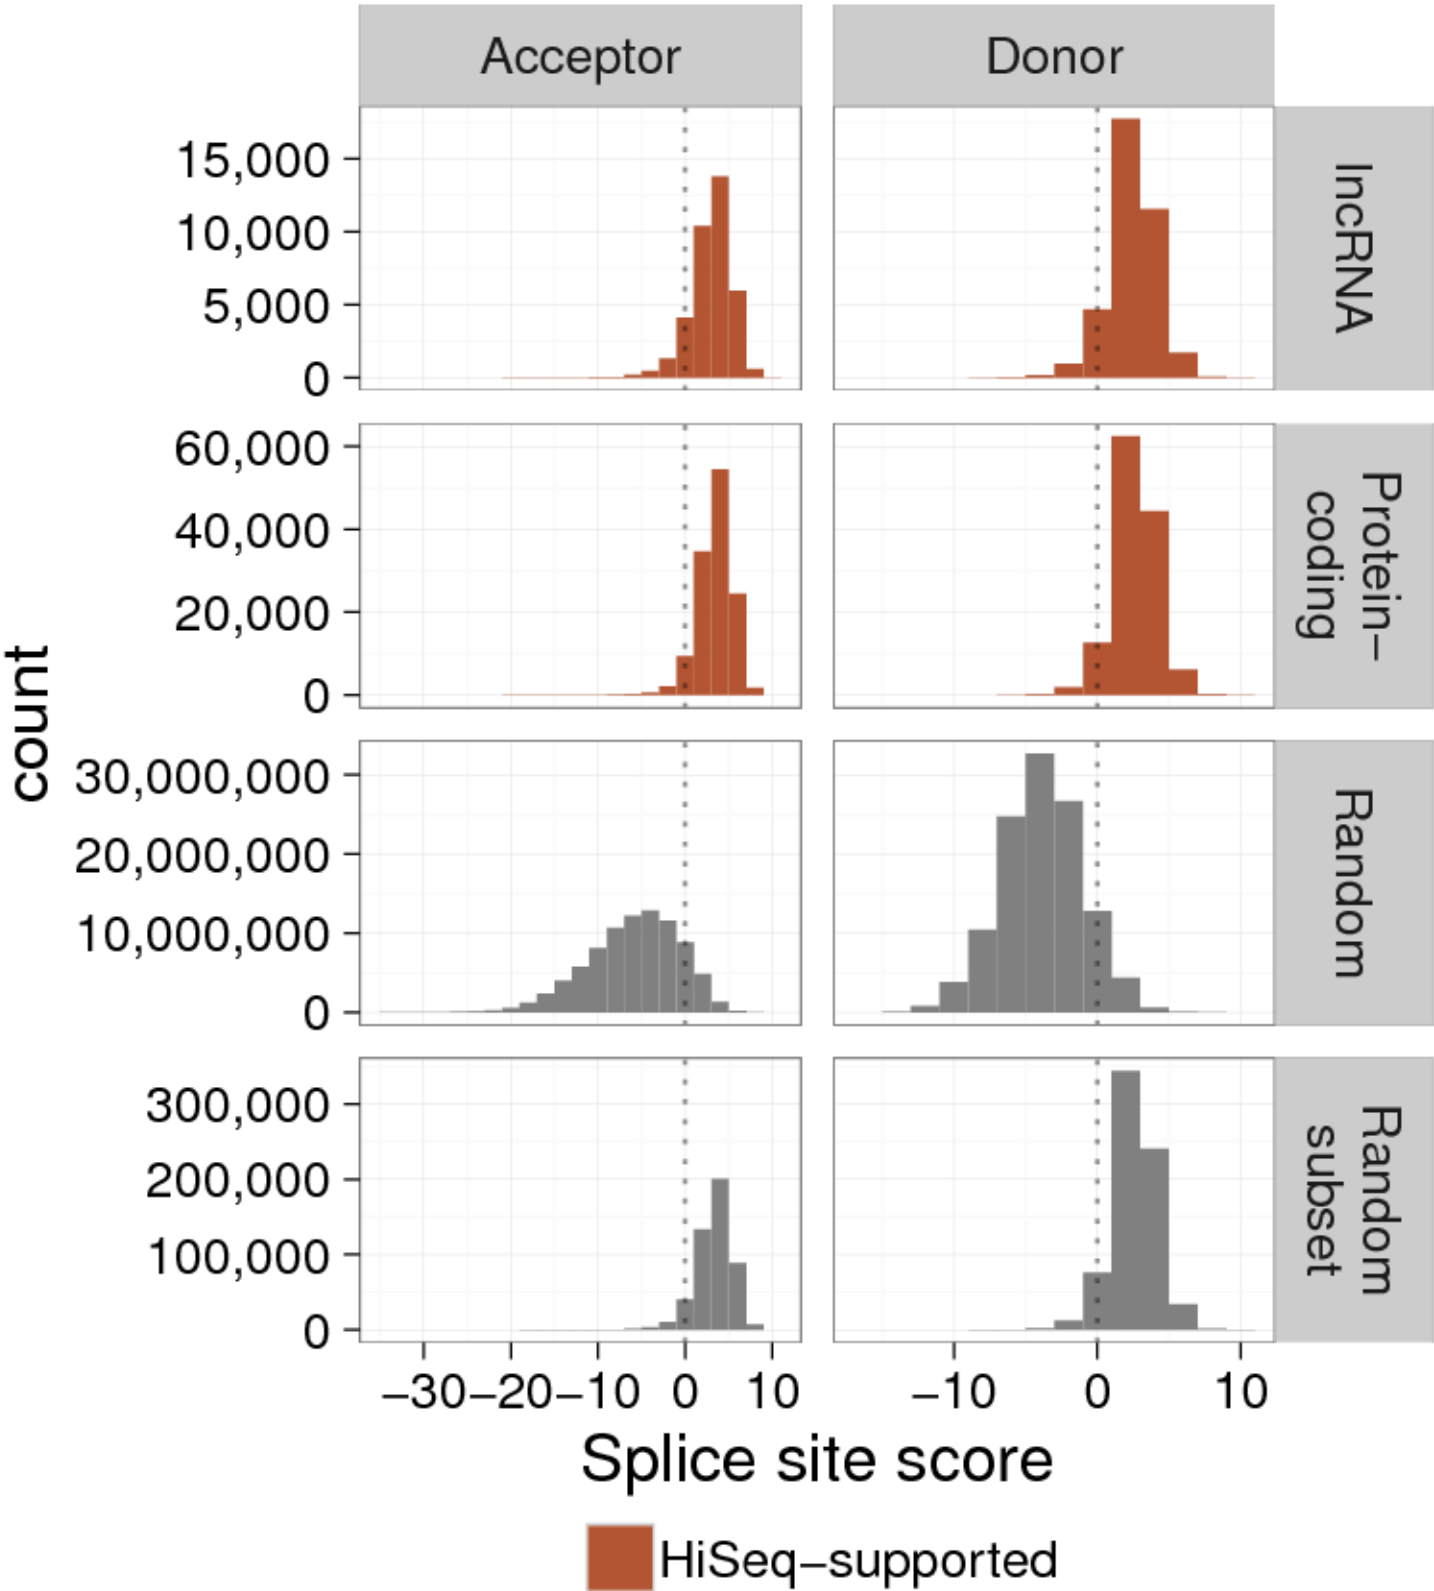 Acceptor
Donor
15,000
10,000
5,000
0
lncRNA
60,000
40,000
20,000
0
Protein–
coding
count
30,000,000
20,000,000
10,000,000
0
Random
300,000
200,000
100,000
0
Random
subset
−30 −20 −10 0 10
−10 0 10
Splice site score
HiSeq−supported